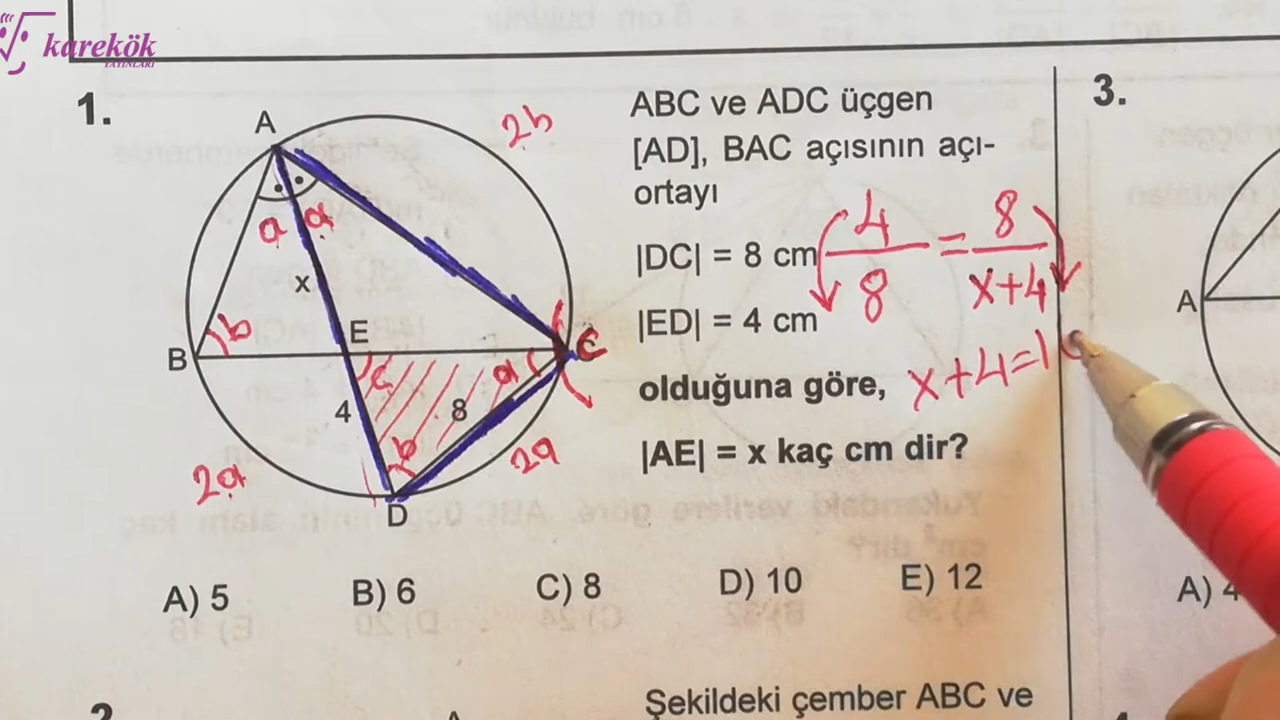 karekök
YAYINLARI
1.
A
2b
a a
x
b
B
E
C
c
c
a
4
8
b
2a
2a
D
ABC ve ADC üçgen
[AD], BAC açısının açı-
ortayı
|DC| = 8 cm
|ED| = 4 cm
olduğuna göre,
|AE| = x kaç cm dir?
4/8 = 8/x+4
x+4=1
A) 5 B) 6 C) 8 D) 10 E) 12
Şekildeki çember ABC ve
3.
A
A) 4